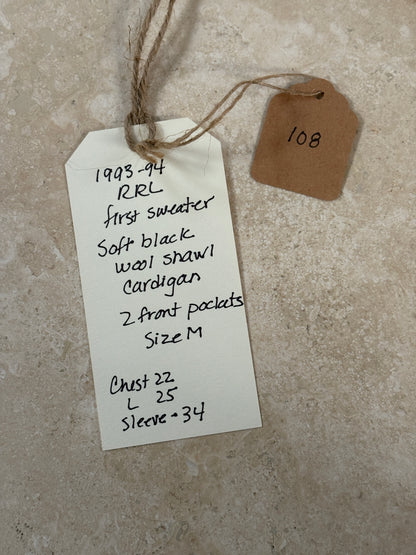 1993-94
RRL
first sweater
Soft black
wool shawl
Cardigan
2 front pockets
Size M
Chest 22
L 25
Sleeve - 34
108